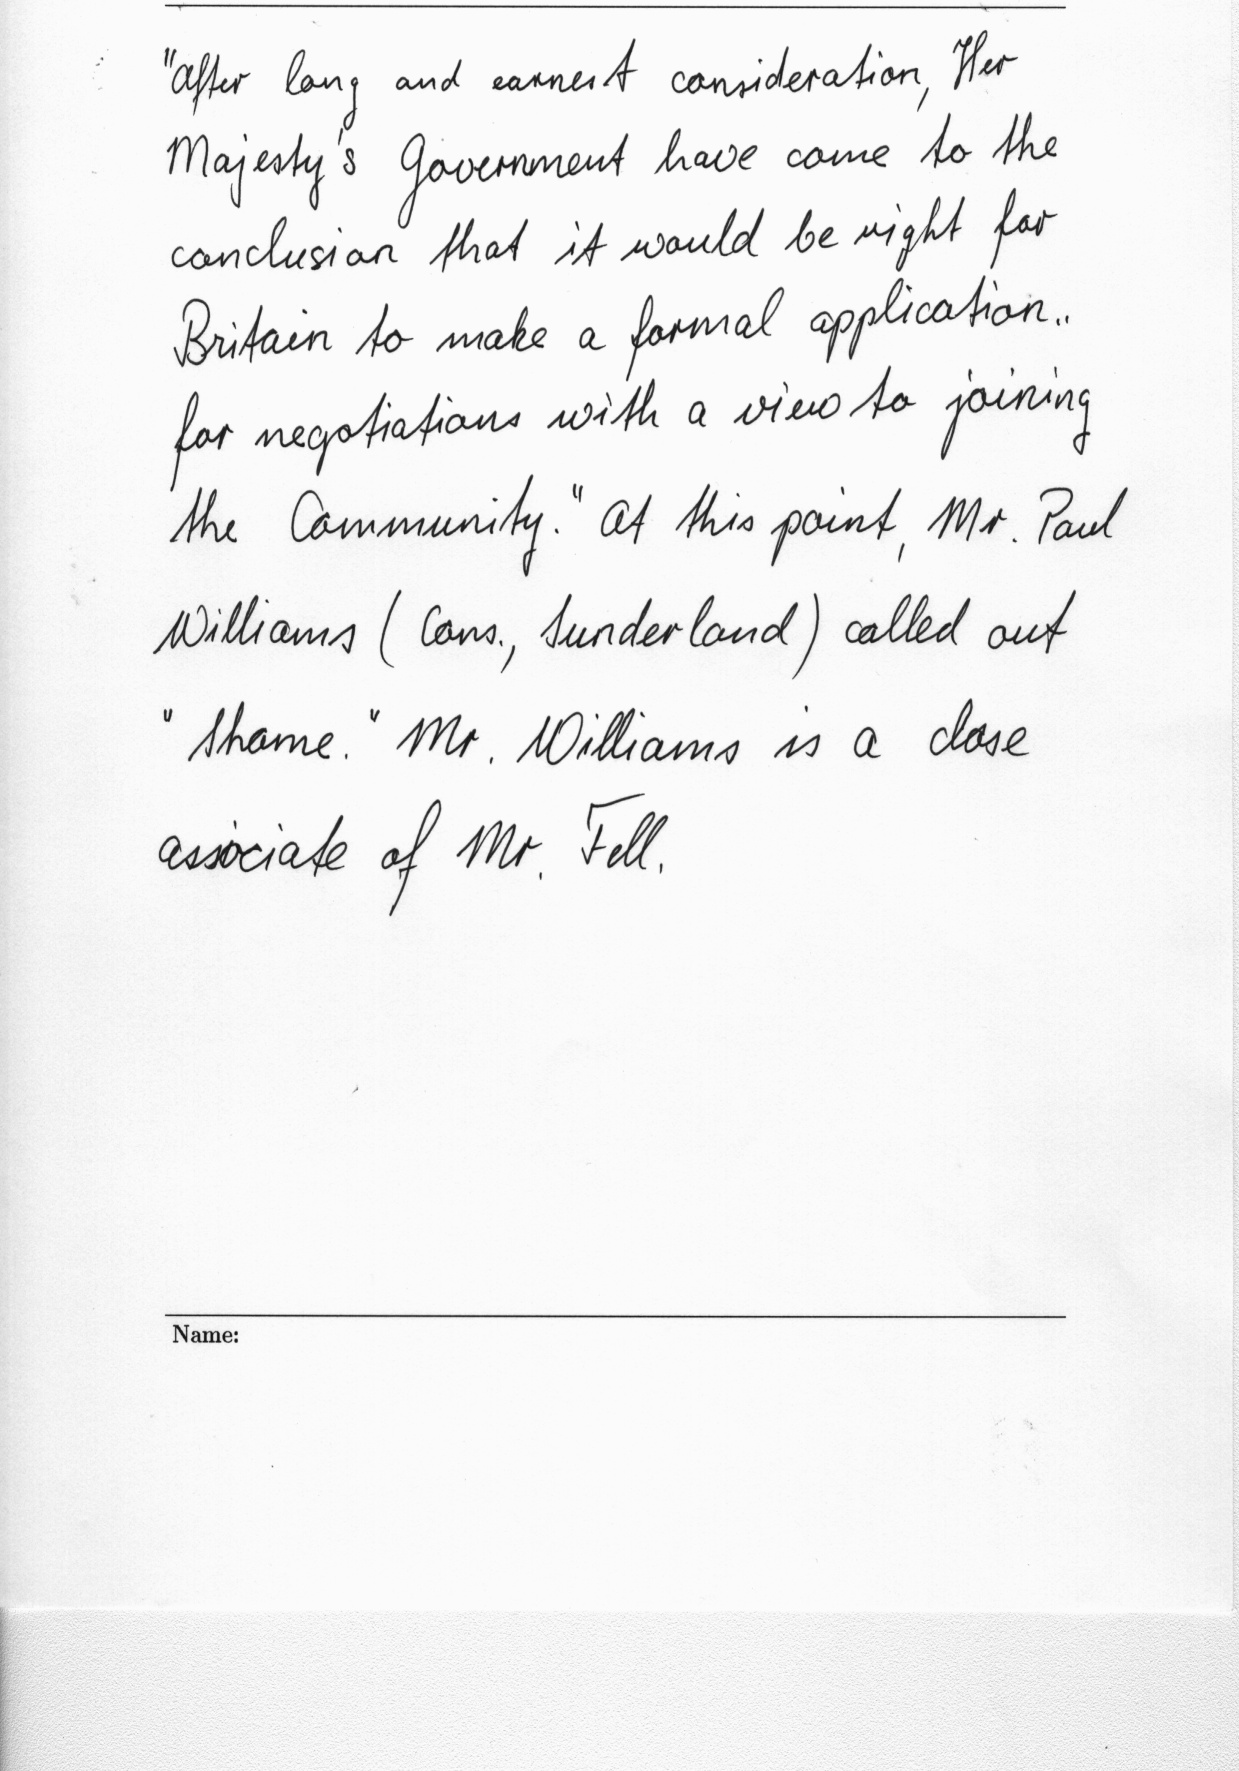 "After long and earnest consideration, Her
Majesty's Government have come to the
conclusion that it would be right for
Britain to make a formal application..
for negotiations with a view to joining
the Community." At this point, Mr. Paul
Williams (Cons., Sunderland) called out
"Shame." Mr. Williams is a close
associate of Mr. Fell.
Name: